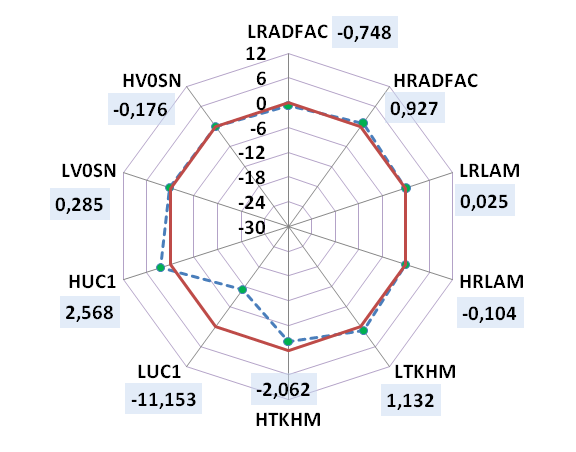 LRADFAC -0,748
12
HV0SN
6
HRADFAC
-0,176
0
0,927
-6
-12
LV0SN
LRLAM
-18
0,285
0,025
-24
-30
HUC1
HRLAM
2,568
-0,104
LUC1
LTKHM
-11,153
-2,062
1,132
HTKHM